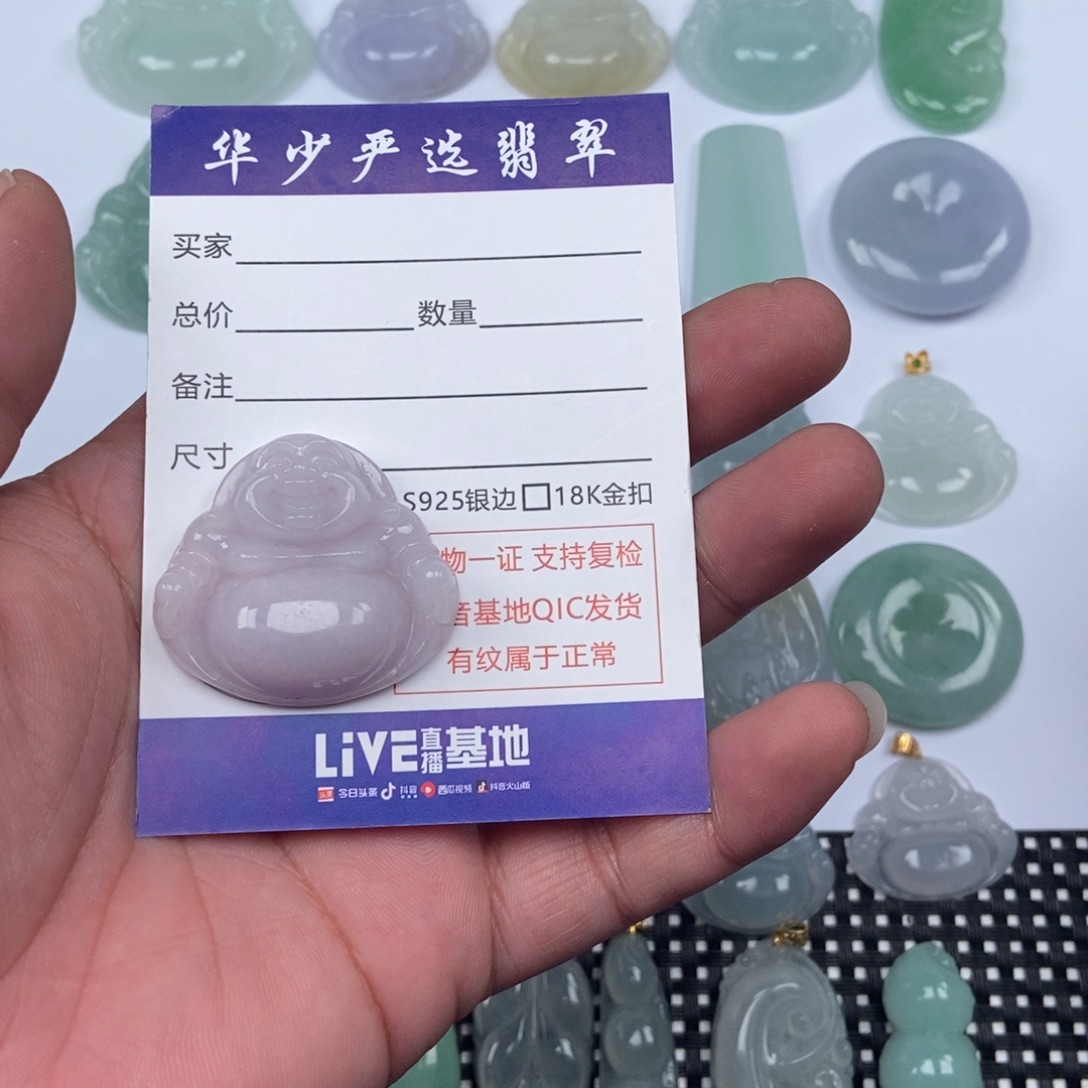 华少严选翡翠
买家
总价 数量
备注
尺寸
S925银边 18K金扣
物一证 支持复检
音基地QIC发货
有纹属于正常
LiVE直播基地
头条 今日头条 抖音 西瓜视频 抖音火山版